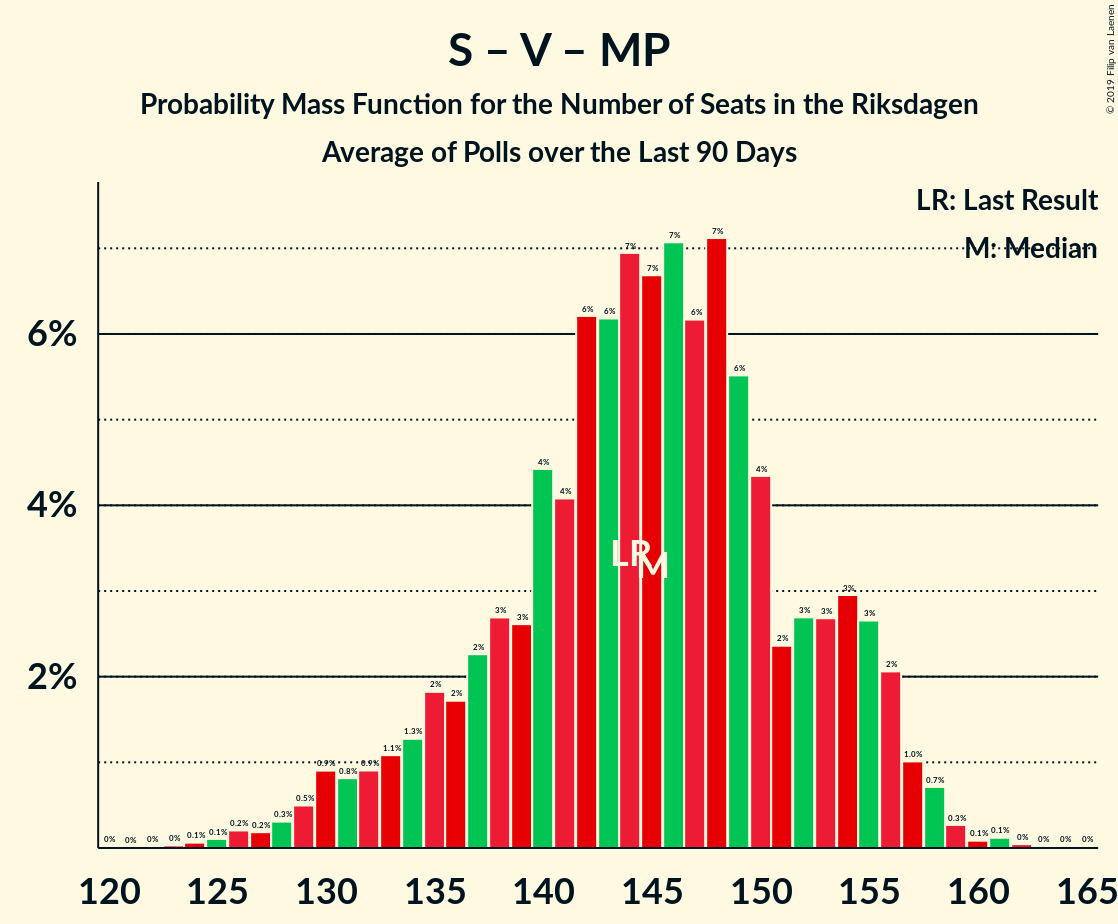 S – V – MP
Probability Mass Function for the Number of Seats in the Riksdagen
Average of Polls over the Last 90 Days
© 2019 Filip van Laenen
LR: Last Result
M: Median
6%
4%
2%
0% 0% 0% 0% 0.1% 0.1% 0.2% 0.2% 0.3% 0.5% 0.9% 0.8% 0.9% 1.1% 1.3% 2% 2% 2% 3% 3% 4% 4% 6% 6% 7% 7% 7% 6% 7% 6% 4% 2% 3% 3% 3% 3% 2% 1.0% 0.7% 0.3% 0.1% 0.1% 0% 0% 0% 0%
LR
M
120 125 130 135 140 145 150 155 160 165